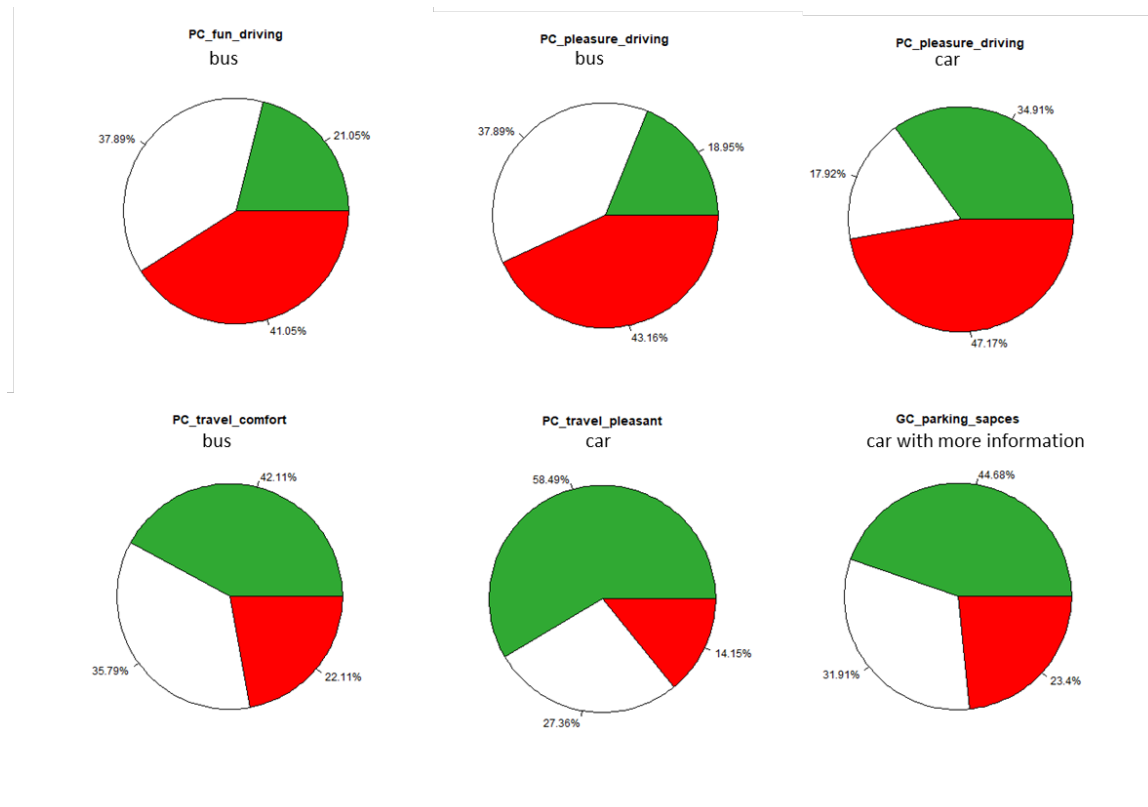 PC_fun_driving
bus
37.89%
21.05%
41.05%
PC_pleasure_driving
bus
37.89%
18.95%
43.16%
PC_pleasure_driving
car
34.91%
17.92%
47.17%
PC_travel_comfort
bus
42.11%
35.79%
22.11%
PC_travel_pleasant
car
58.49%
14.15%
27.36%
GC_parking_sapces
car with more information
44.68%
31.91%
23.4%